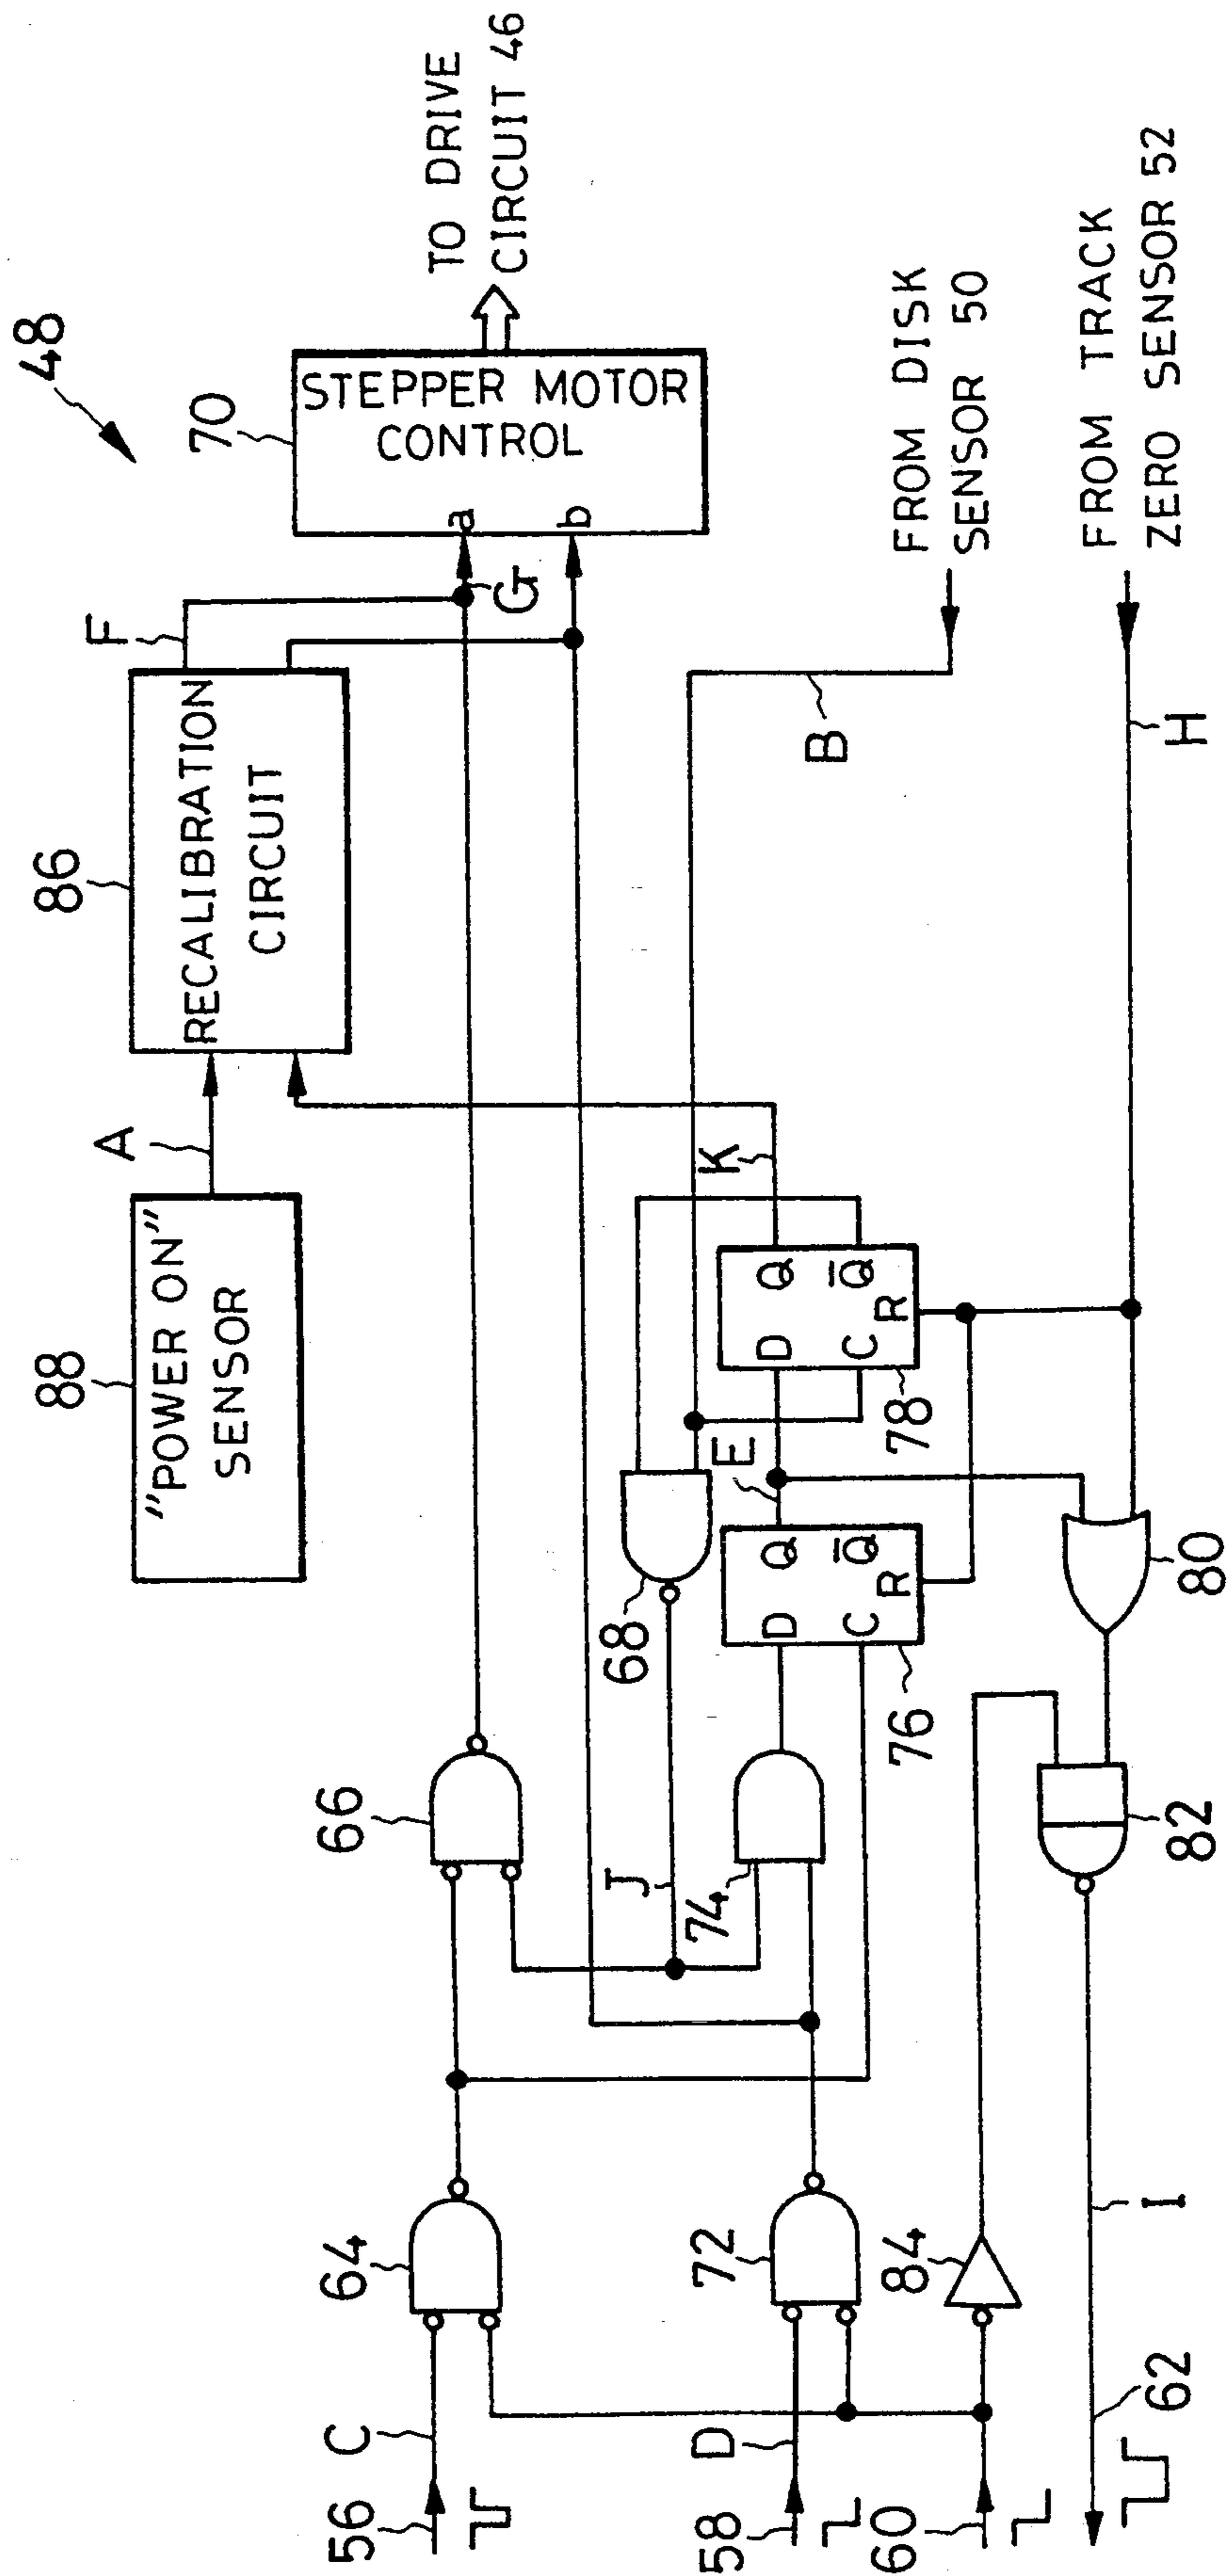 48
70
STEPPER MOTOR
CONTROL
a
b
TO DRIVE
CIRCUIT 46
F
G
86
RECALIBRATION
CIRCUIT
A
88
"POWER ON"
SENSOR
FROM DISK
SENSOR 50
B
FROM TRACK
ZERO SENSOR 52
H
K
D Q
C Q̅
R
78
E
68
D Q
C Q̅
R
76
80
66
J
74
82
64
72
84
I
C
56
D
58
60
62